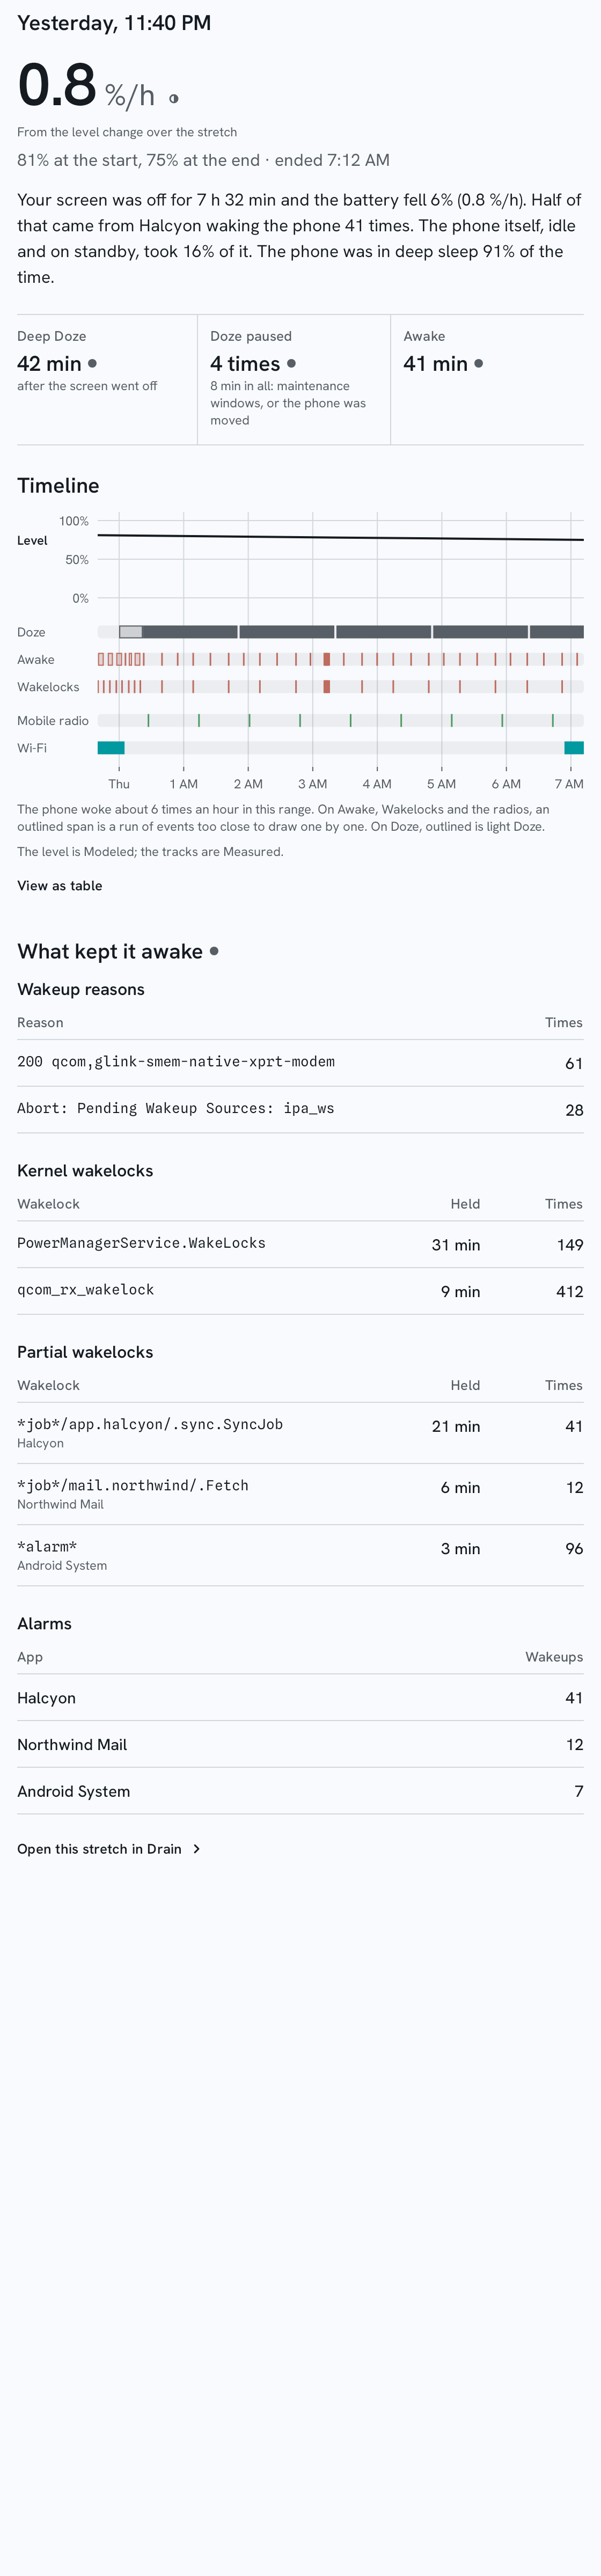 Yesterday, 11:40 PM
0.8 %/h
From the level change over the stretch
81% at the start, 75% at the end · ended 7:12 AM
Your screen was off for 7 h 32 min and the battery fell 6% (0.8 %/h). Half of
that came from Halcyon waking the phone 41 times. The phone itself, idle
and on standby, took 16% of it. The phone was in deep sleep 91% of the
time.
Deep Doze
42 min
after the screen went off
Doze paused
4 times
8 min in all: maintenance
windows, or the phone was
moved
Awake
41 min
Timeline
100%
Level
50%
0%
Doze
Awake
Wakelocks
Mobile radio
Wi-Fi
Thu 1 AM 2 AM 3 AM 4 AM 5 AM 6 AM 7 AM
The phone woke about 6 times an hour in this range. On Awake, Wakelocks and the radios, an
outlined span is a run of events too close to draw one by one. On Doze, outlined is light Doze.
The level is Modeled; the tracks are Measured.
View as table
What kept it awake
Wakeup reasons
Reason Times
200 qcom,glink-smem-native-xprt-modem 61
Abort: Pending Wakeup Sources: ipa_ws 28
Kernel wakelocks
Wakelock Held Times
PowerManagerService.WakeLocks 31 min 149
qcom_rx_wakelock 9 min 412
Partial wakelocks
Wakelock Held Times
*job*/app.halcyon/.sync.SyncJob 21 min 41
Halcyon
*job*/mail.northwind/.Fetch 6 min 12
Northwind Mail
*alarm* 3 min 96
Android System
Alarms
App Wakeups
Halcyon 41
Northwind Mail 12
Android System 7
Open this stretch in Drain